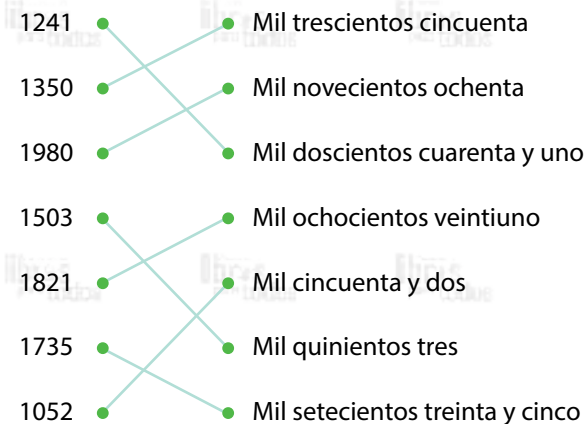 1241 Mil trescientos cincuenta
1350 Mil novecientos ochenta
1980 Mil doscientos cuarenta y uno
1503 Mil ochocientos veintiuno
1821 Mil cincuenta y dos
1735 Mil quinientos tres
1052 Mil setecientos treinta y cinco